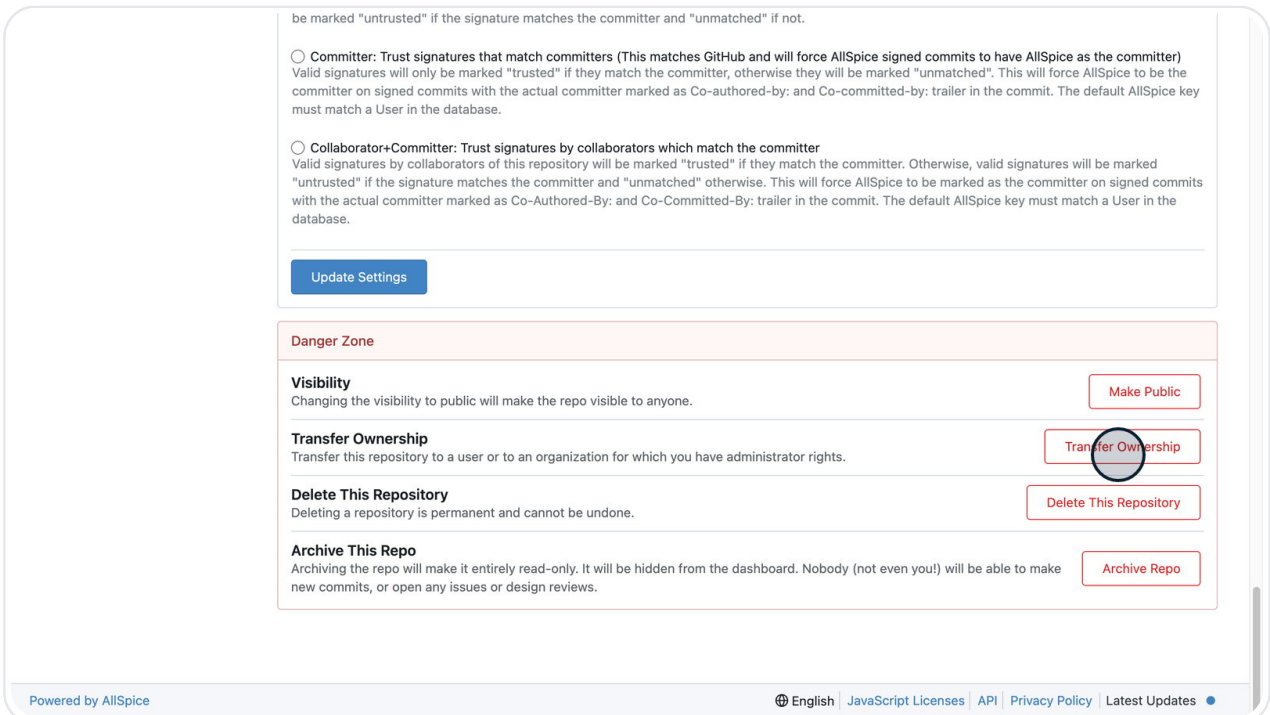 be marked "untrusted" if the signature matches the committer and "unmatched" if not.
Committer: Trust signatures that match committers (This matches GitHub and will force AllSpice signed commits to have AllSpice as the committer)
Valid signatures will only be marked "trusted" if they match the committer, otherwise they will be marked "unmatched". This will force AllSpice to be the
committer on signed commits with the actual committer marked as Co-authored-by: and Co-committed-by: trailer in the commit. The default AllSpice key
must match a User in the database.
Collaborator+Committer: Trust signatures by collaborators which match the committer
Valid signatures by collaborators of this repository will be marked "trusted" if they match the committer. Otherwise, valid signatures will be marked
"untrusted" if the signature matches the committer and "unmatched" otherwise. This will force AllSpice to be marked as the committer on signed commits
with the actual committer marked as Co-Authored-By: and Co-Committed-By: trailer in the commit. The default AllSpice key must match a User in the
database.
Update Settings
Danger Zone
Visibility
Changing the visibility to public will make the repo visible to anyone.
Make Public
Transfer Ownership
Transfer this repository to a user or to an organization for which you have administrator rights.
Transfer Ownership
Delete This Repository
Deleting a repository is permanent and cannot be undone.
Delete This Repository
Archive This Repo
Archiving the repo will make it entirely read-only. It will be hidden from the dashboard. Nobody (not even you!) will be able to make
new commits, or open any issues or design reviews.
Archive Repo
Powered by AllSpice
English JavaScript Licenses API Privacy Policy Latest Updates